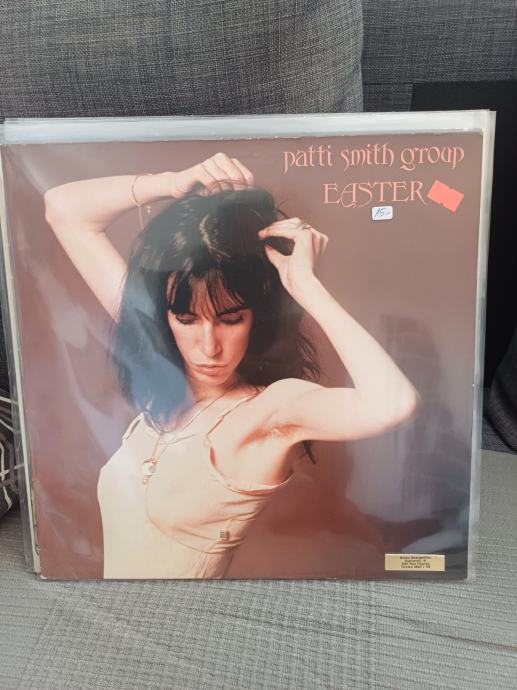 patti smith group
EASTER
15,-